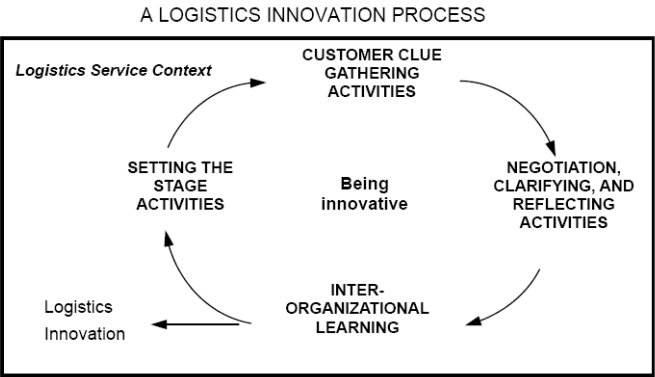 A LOGISTICS INNOVATION PROCESS
Logistics Service Context
CUSTOMER CLUE
GATHERING
ACTIVITIES
SETTING THE
STAGE
ACTIVITIES
Being
innovative
NEGOTIATION,
CLARIFYING, AND
REFLECTING
ACTIVITIES
INTER-
ORGANIZATIONAL
LEARNING
Logistics
Innovation